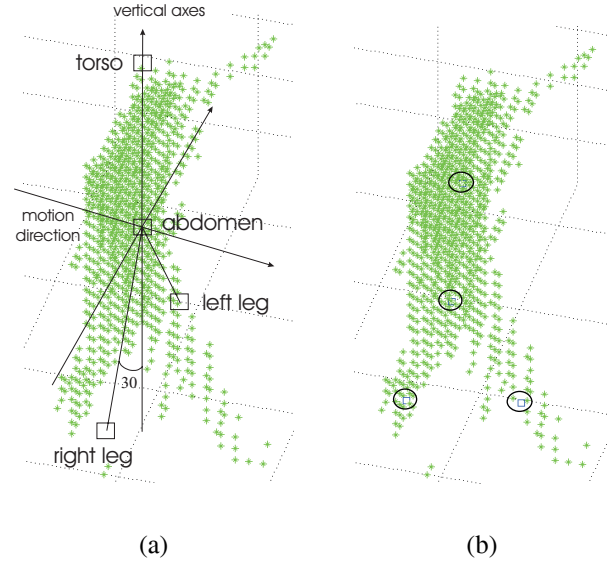 vertical axes
torso
motion
direction
abdomen
left leg
30
right leg
(a)
(b)